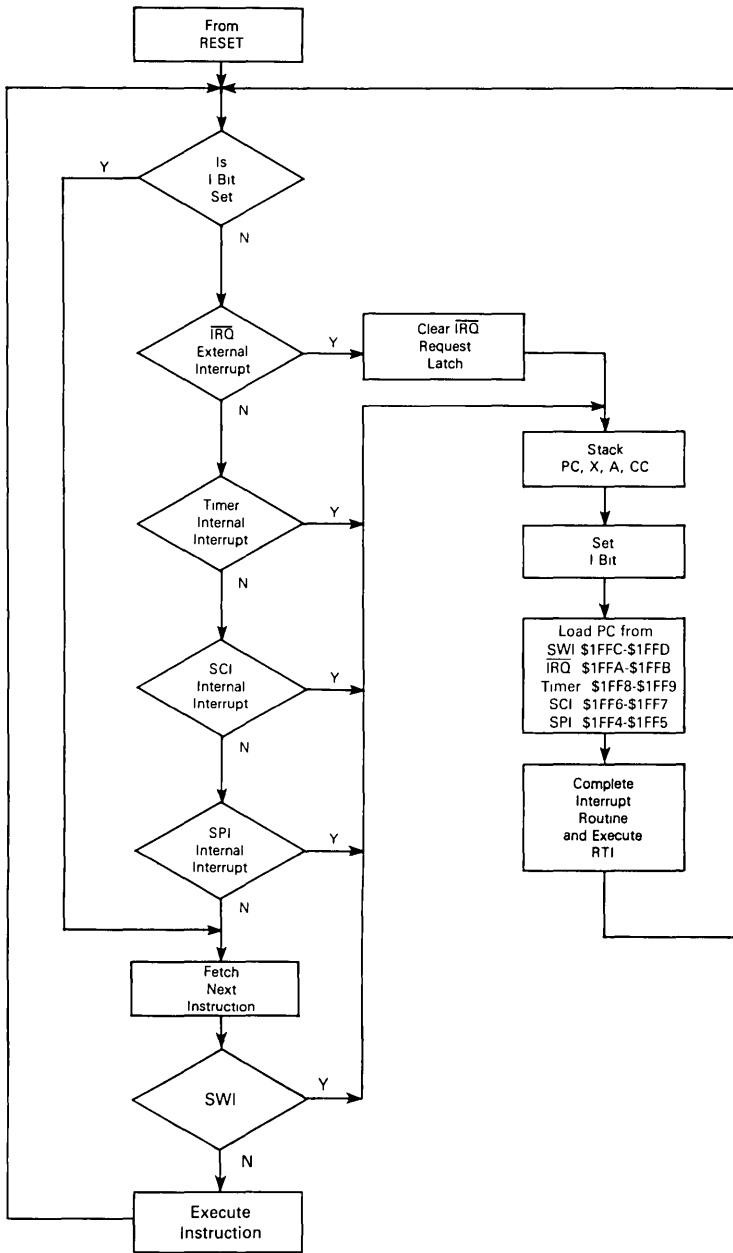 From
RESET
Is
I Bit
Set
Y
N
IRQ
External
Interrupt
Y
N
Clear IRQ
Request
Latch
Timer
Internal
Interrupt
Y
N
SCI
Internal
Interrupt
Y
N
SPI
Internal
Interrupt
Y
N
Fetch
Next
Instruction
SWI
Y
N
Execute
Instruction
Stack
PC, X, A, CC
Set
I Bit
Load PC from
SWI $1FFC-$1FFD
IRQ $1FFA-$1FFB
Timer $1FF8-$1FF9
SCI $1FF6-$1FF7
SPI $1FF4-$1FF5
Complete
Interrupt
Routine
and Execute
RTI